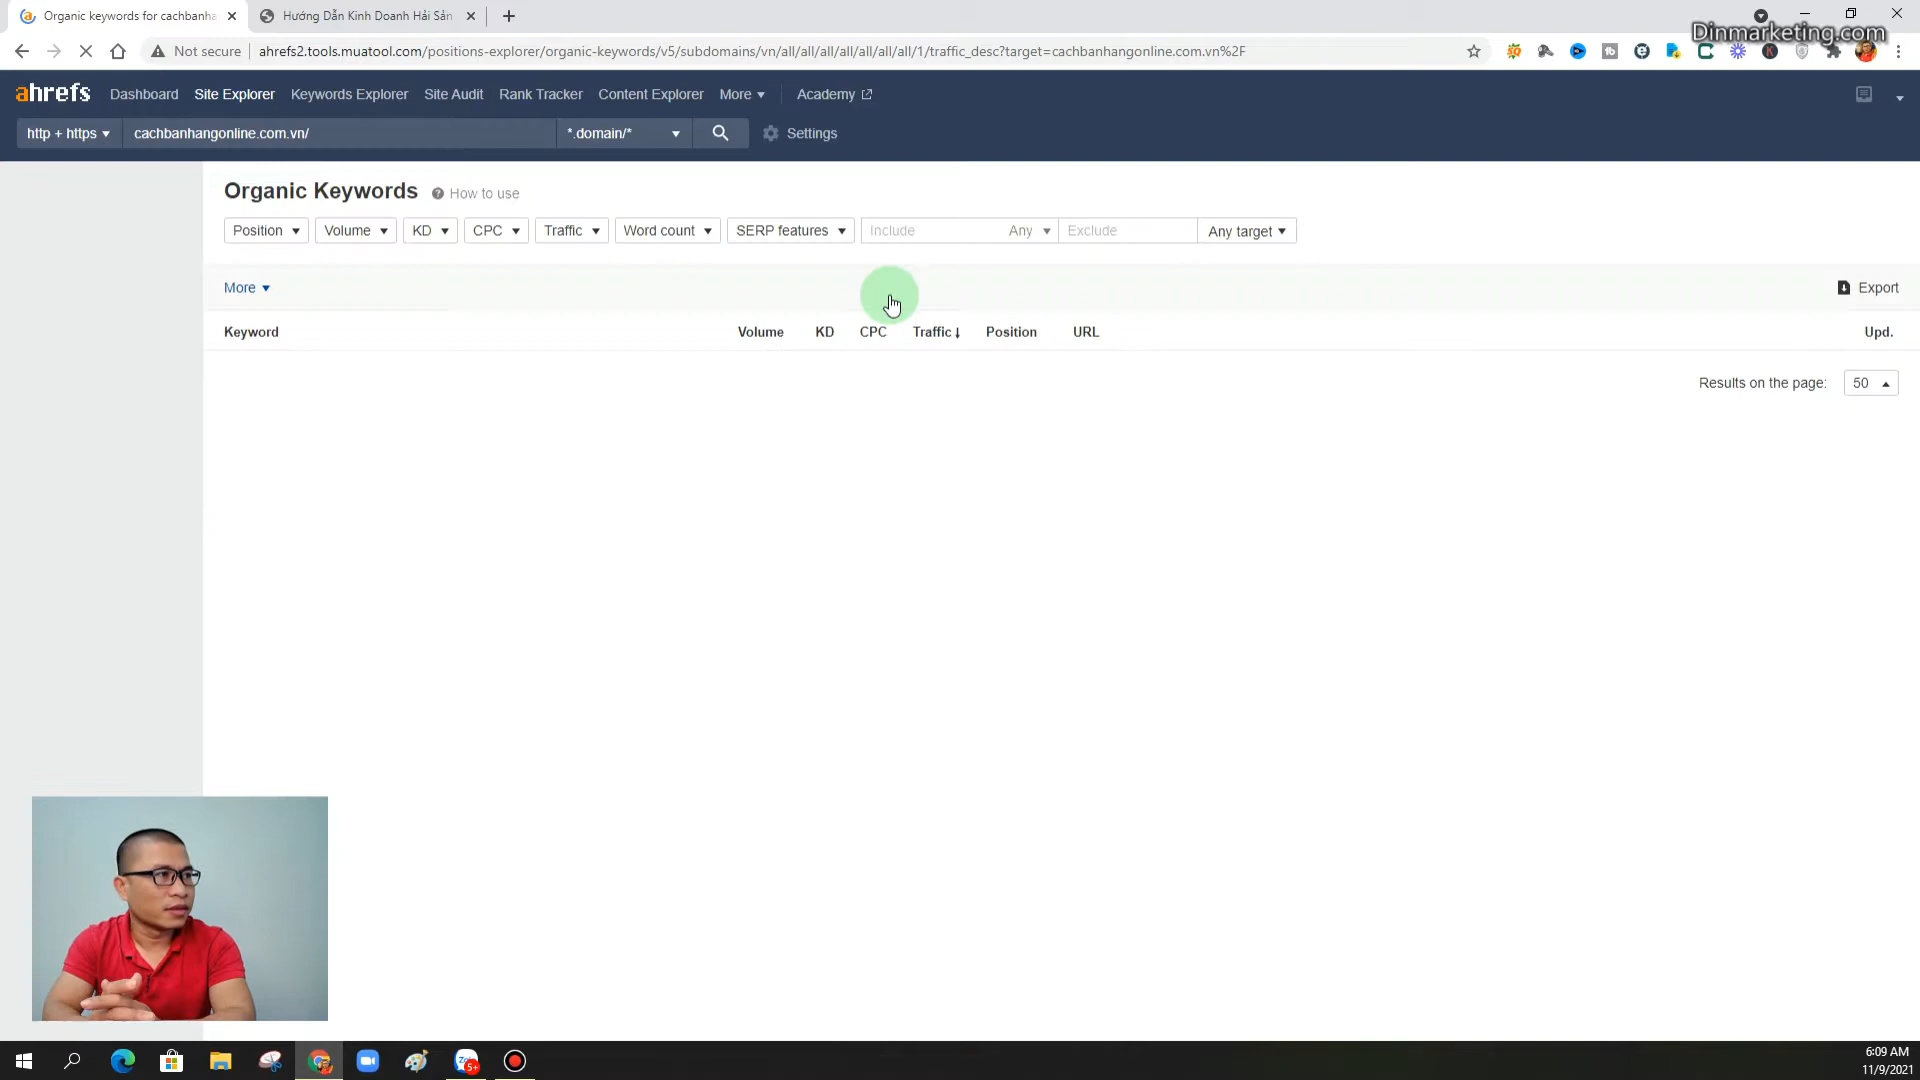 Organic keywords for cachbanha
Hướng Dẫn Kinh Doanh Hải Sản
Dinmarketing.com
Not secure
ahrefs2.tools.muatool.com/positions-explorer/organic-keywords/v5/subdomains/vn/all/all/all/all/all/all/all/1/traffic_desc?target=cachbanhangonline.com.vn%2F
ahrefs Dashboard Site Explorer Keywords Explorer Site Audit Rank Tracker Content Explorer More Academy
http + https cachbanhangonline.com.vn/ *.domain/* Settings
Organic Keywords How to use
Position Volume KD CPC Traffic Word count SERP features Include Any Exclude Any target
More Export
Keyword Volume KD CPC Traffic Position URL Upd.
Results on the page: 50
6:09 AM
11/9/2021